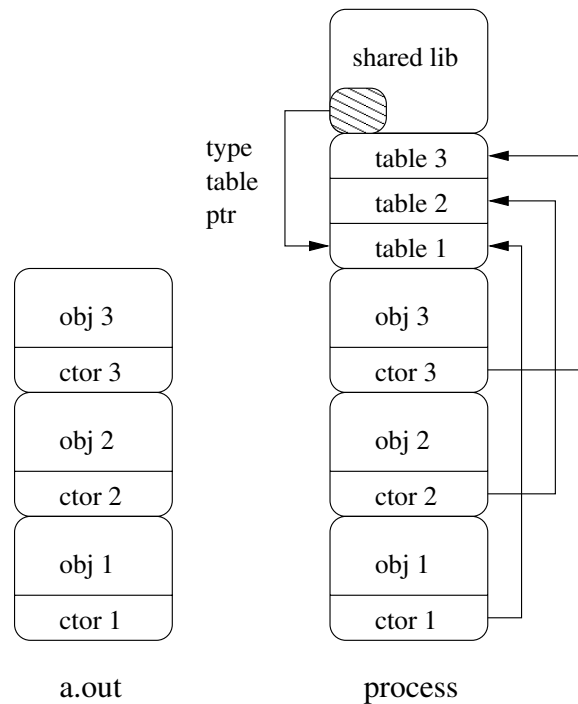 shared lib
type
table
ptr
table 3
table 2
table 1
obj 3
ctor 3
obj 2
ctor 2
obj 1
ctor 1
a.out
obj 3
ctor 3
obj 2
ctor 2
obj 1
ctor 1
process